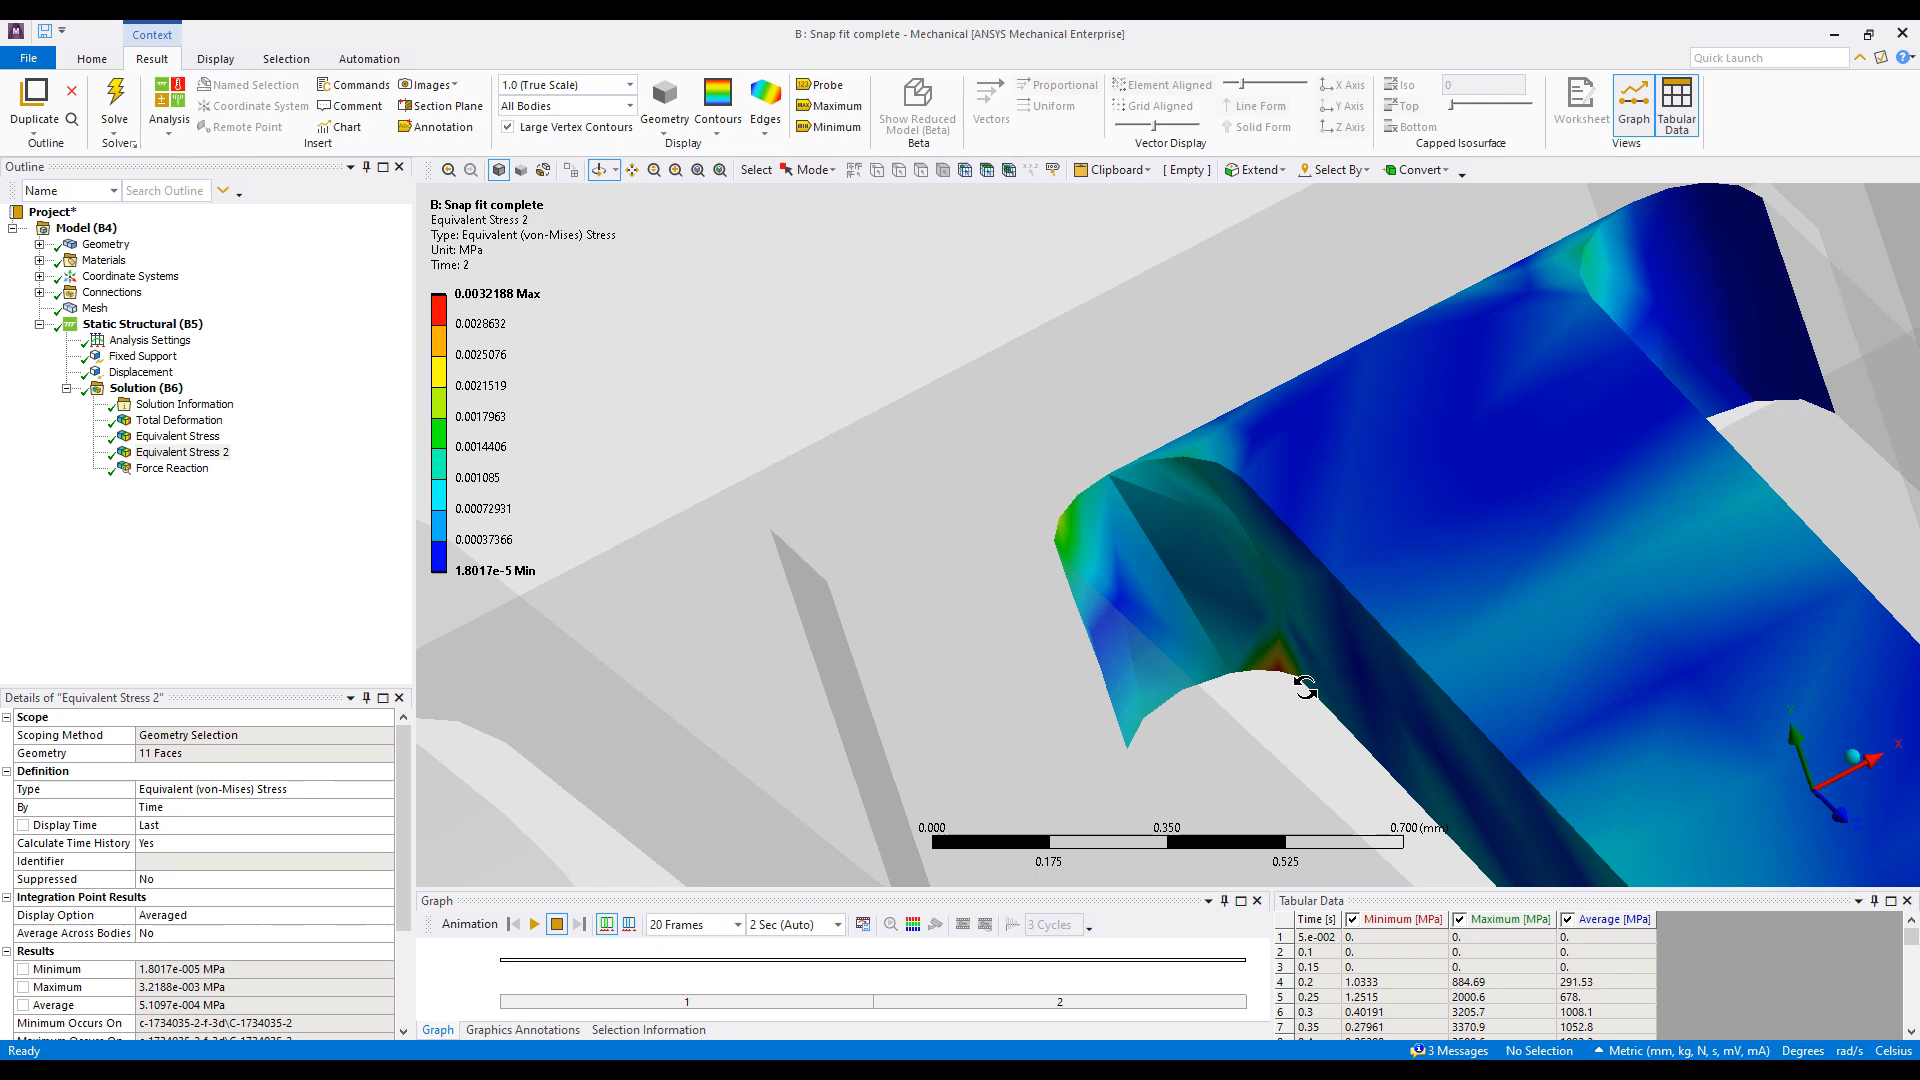 Context
B : Snap fit complete - Mechanical [ANSYS Mechanical Enterprise]
File
Home
Result
Display
Selection
Automation
Quick Launch
Duplicate
Outline
Solve
Solver
Analysis
Named Selection
Coordinate System
Remote Point
Commands
Comment
Chart
Images
Section Plane
Annotation
Insert
1.0 (True Scale)
All Bodies
Large Vertex Contours
Geometry
Contours
Edges
Display
Probe
Maximum
Minimum
Show Reduced
Model (Beta)
Beta
Vectors
Proportional
Uniform
Element Aligned
Grid Aligned
Line Form
Solid Form
X Axis
Y Axis
Z Axis
Vector Display
Iso
Top
Bottom
0
Capped Isosurface
Worksheet
Graph
Tabular
Data
Views
Outline
Name
Search Outline
Select
Mode
Clipboard
[ Empty ]
Extend
Select By
Convert
Project*
Model (B4)
Geometry
Materials
Coordinate Systems
Connections
Mesh
Static Structural (B5)
Analysis Settings
Fixed Support
Displacement
Solution (B6)
Solution Information
Total Deformation
Equivalent Stress
Equivalent Stress 2
Force Reaction
B: Snap fit complete
Equivalent Stress 2
Type: Equivalent (von-Mises) Stress
Unit: MPa
Time: 2
0.0032188 Max
0.0028632
0.0025076
0.0021519
0.0017963
0.0014406
0.001085
0.00072931
0.00037366
1.8017e-5 Min
0.000
0.350
0.700 (mm)
0.175
0.525
Y
X
Z
Details of "Equivalent Stress 2"
Scope
Scoping Method Geometry Selection
Geometry 11 Faces
Definition
Type Equivalent (von-Mises) Stress
By Time
Display Time Last
Calculate Time History Yes
Identifier
Suppressed No
Integration Point Results
Display Option Averaged
Average Across Bodies No
Results
Minimum 1.8017e-005 MPa
Maximum 3.2188e-003 MPa
Average 5.1097e-004 MPa
Minimum Occurs On c-1734035-2-f-3d\C-1734035-2
Graph
Animation
20 Frames
2 Sec (Auto)
3 Cycles
1
2
Graph
Graphics Annotations
Selection Information
Tabular Data
Time [s] Minimum [MPa] Maximum [MPa] Average [MPa]
1 5.e-002 0. 0. 0.
2 0.1 0. 0. 0.
3 0.15 0. 0. 0.
4 0.2 1.0333 884.69 291.53
5 0.25 1.2515 2000.6 678.
6 0.3 0.40191 3205.7 1008.1
7 0.35 0.27961 3370.9 1052.8
Ready
3 Messages
No Selection
Metric (mm, kg, N, s, mV, mA)
Degrees
rad/s
Celsius